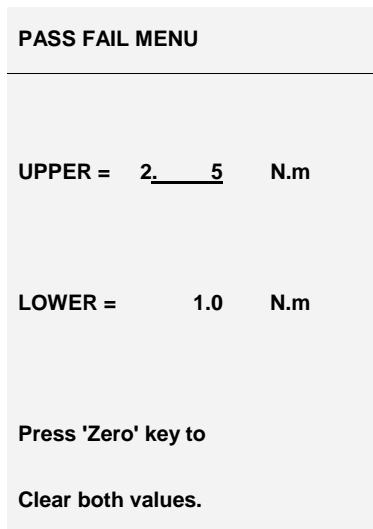 PASS FAIL MENU
UPPER = 2. 5 N.m
LOWER = 1.0 N.m
Press 'Zero' key to
Clear both values.